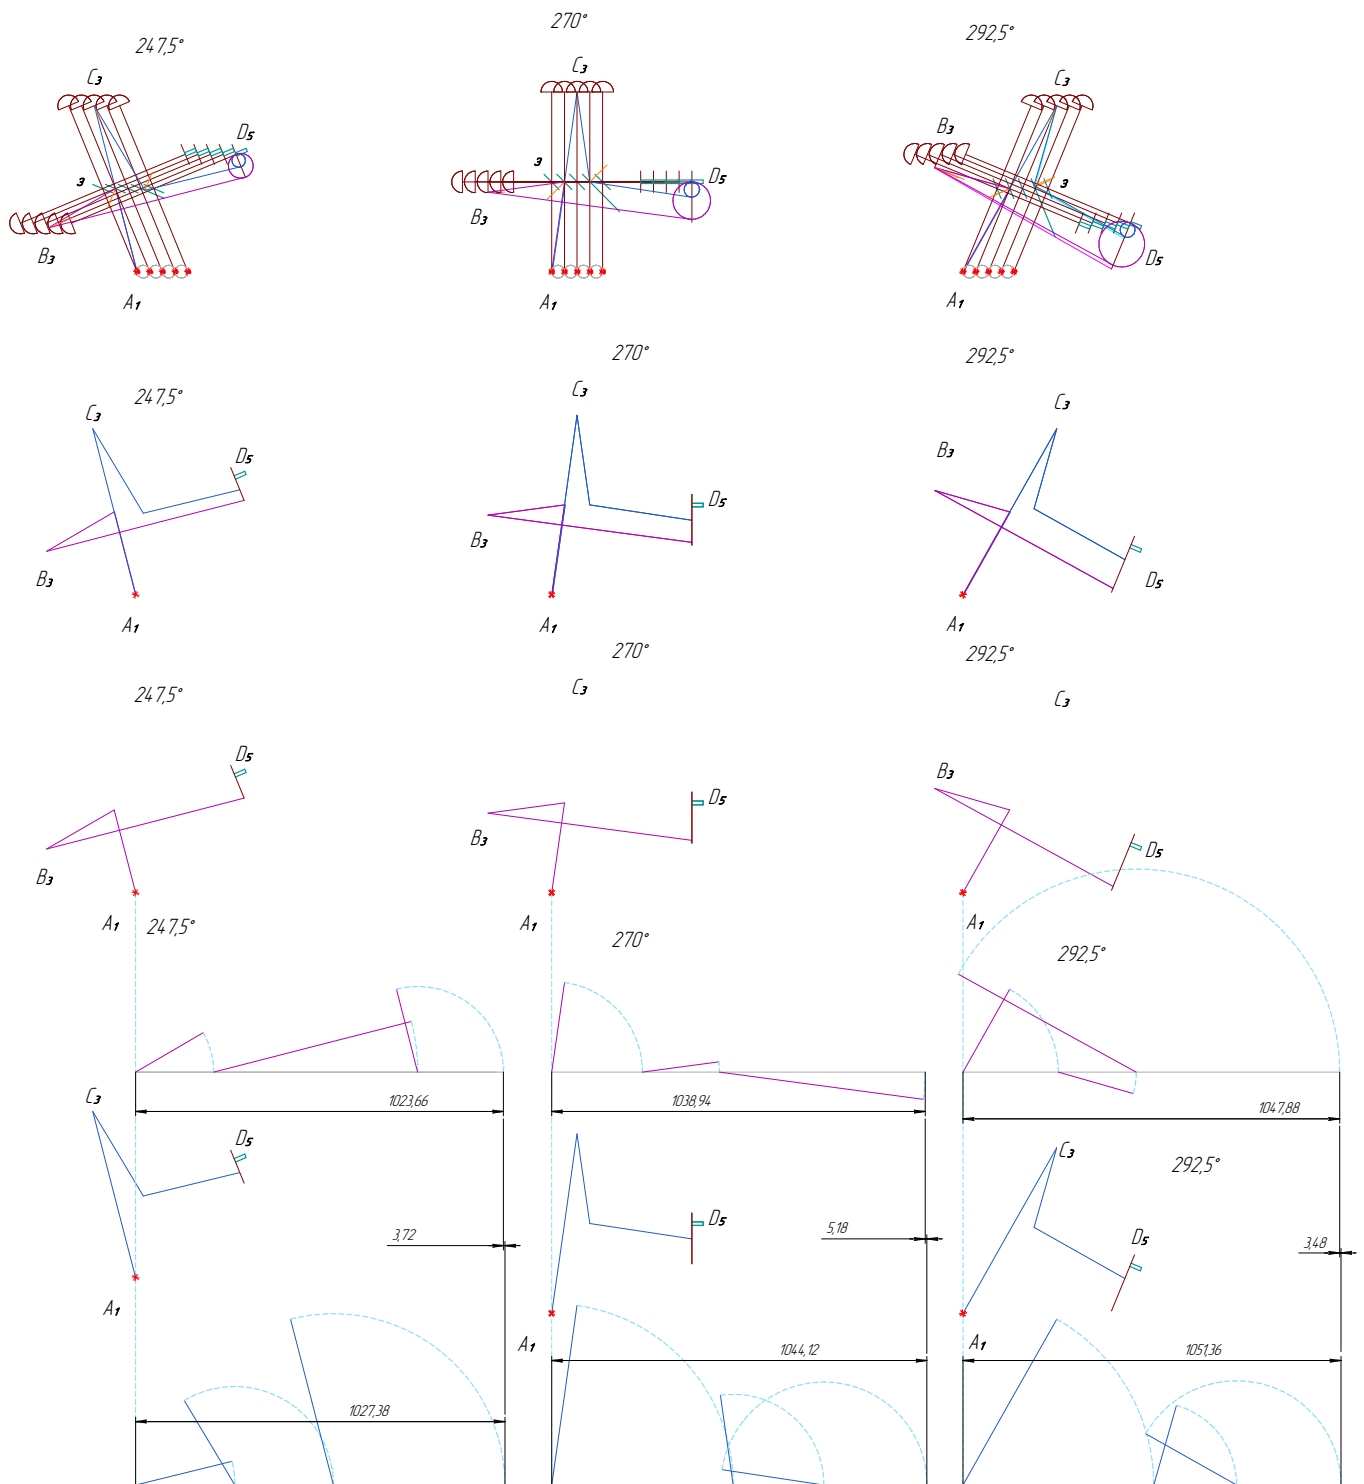 270°
292,5°
247,5°
C3
C3
C3
B3
D5
э
э
D5
э
B3
B3
D5
A1
A1
A1
270°
292,5°
247,5°
C3
C3
C3
B3
D5
D5
B3
B3
D5
A1
A1
A1
270°
292,5°
247,5°
C3
C3
D5
B3
D5
B3
D5
B3
A1
A1
A1
247,5°
270°
292,5°
1023,66
1038,94
1047,88
C3
D5
C3
292,5°
D5
D5
3,72
5,18
3,48
A1
A1
A1
1044,12
1051,36
1027,38